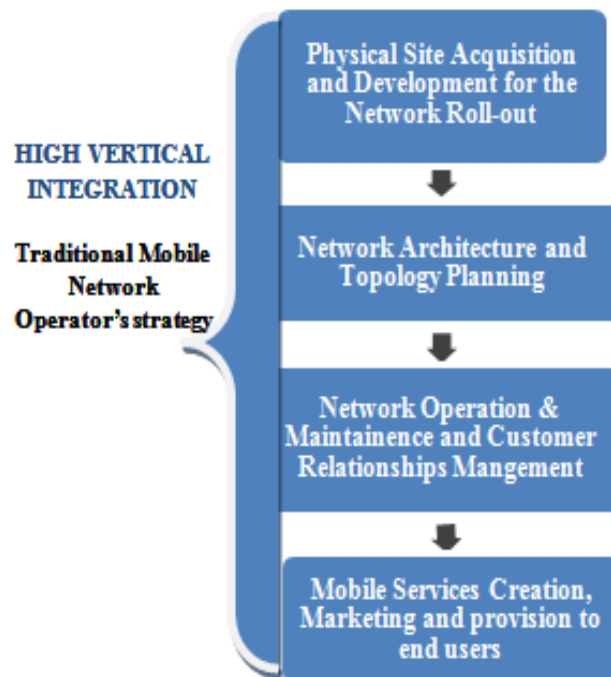 Physical Site Acquisition
and Development for the
Network Roll-out
HIGH VERTICAL
INTEGRATION
Traditional Mobile
Network
Operator's strategy
Network Architecture and
Topology Planning
Network Operation &
Maintainence and Customer
Relationships Mangement
Mobile Services Creation,
Marketing and provision to
end users